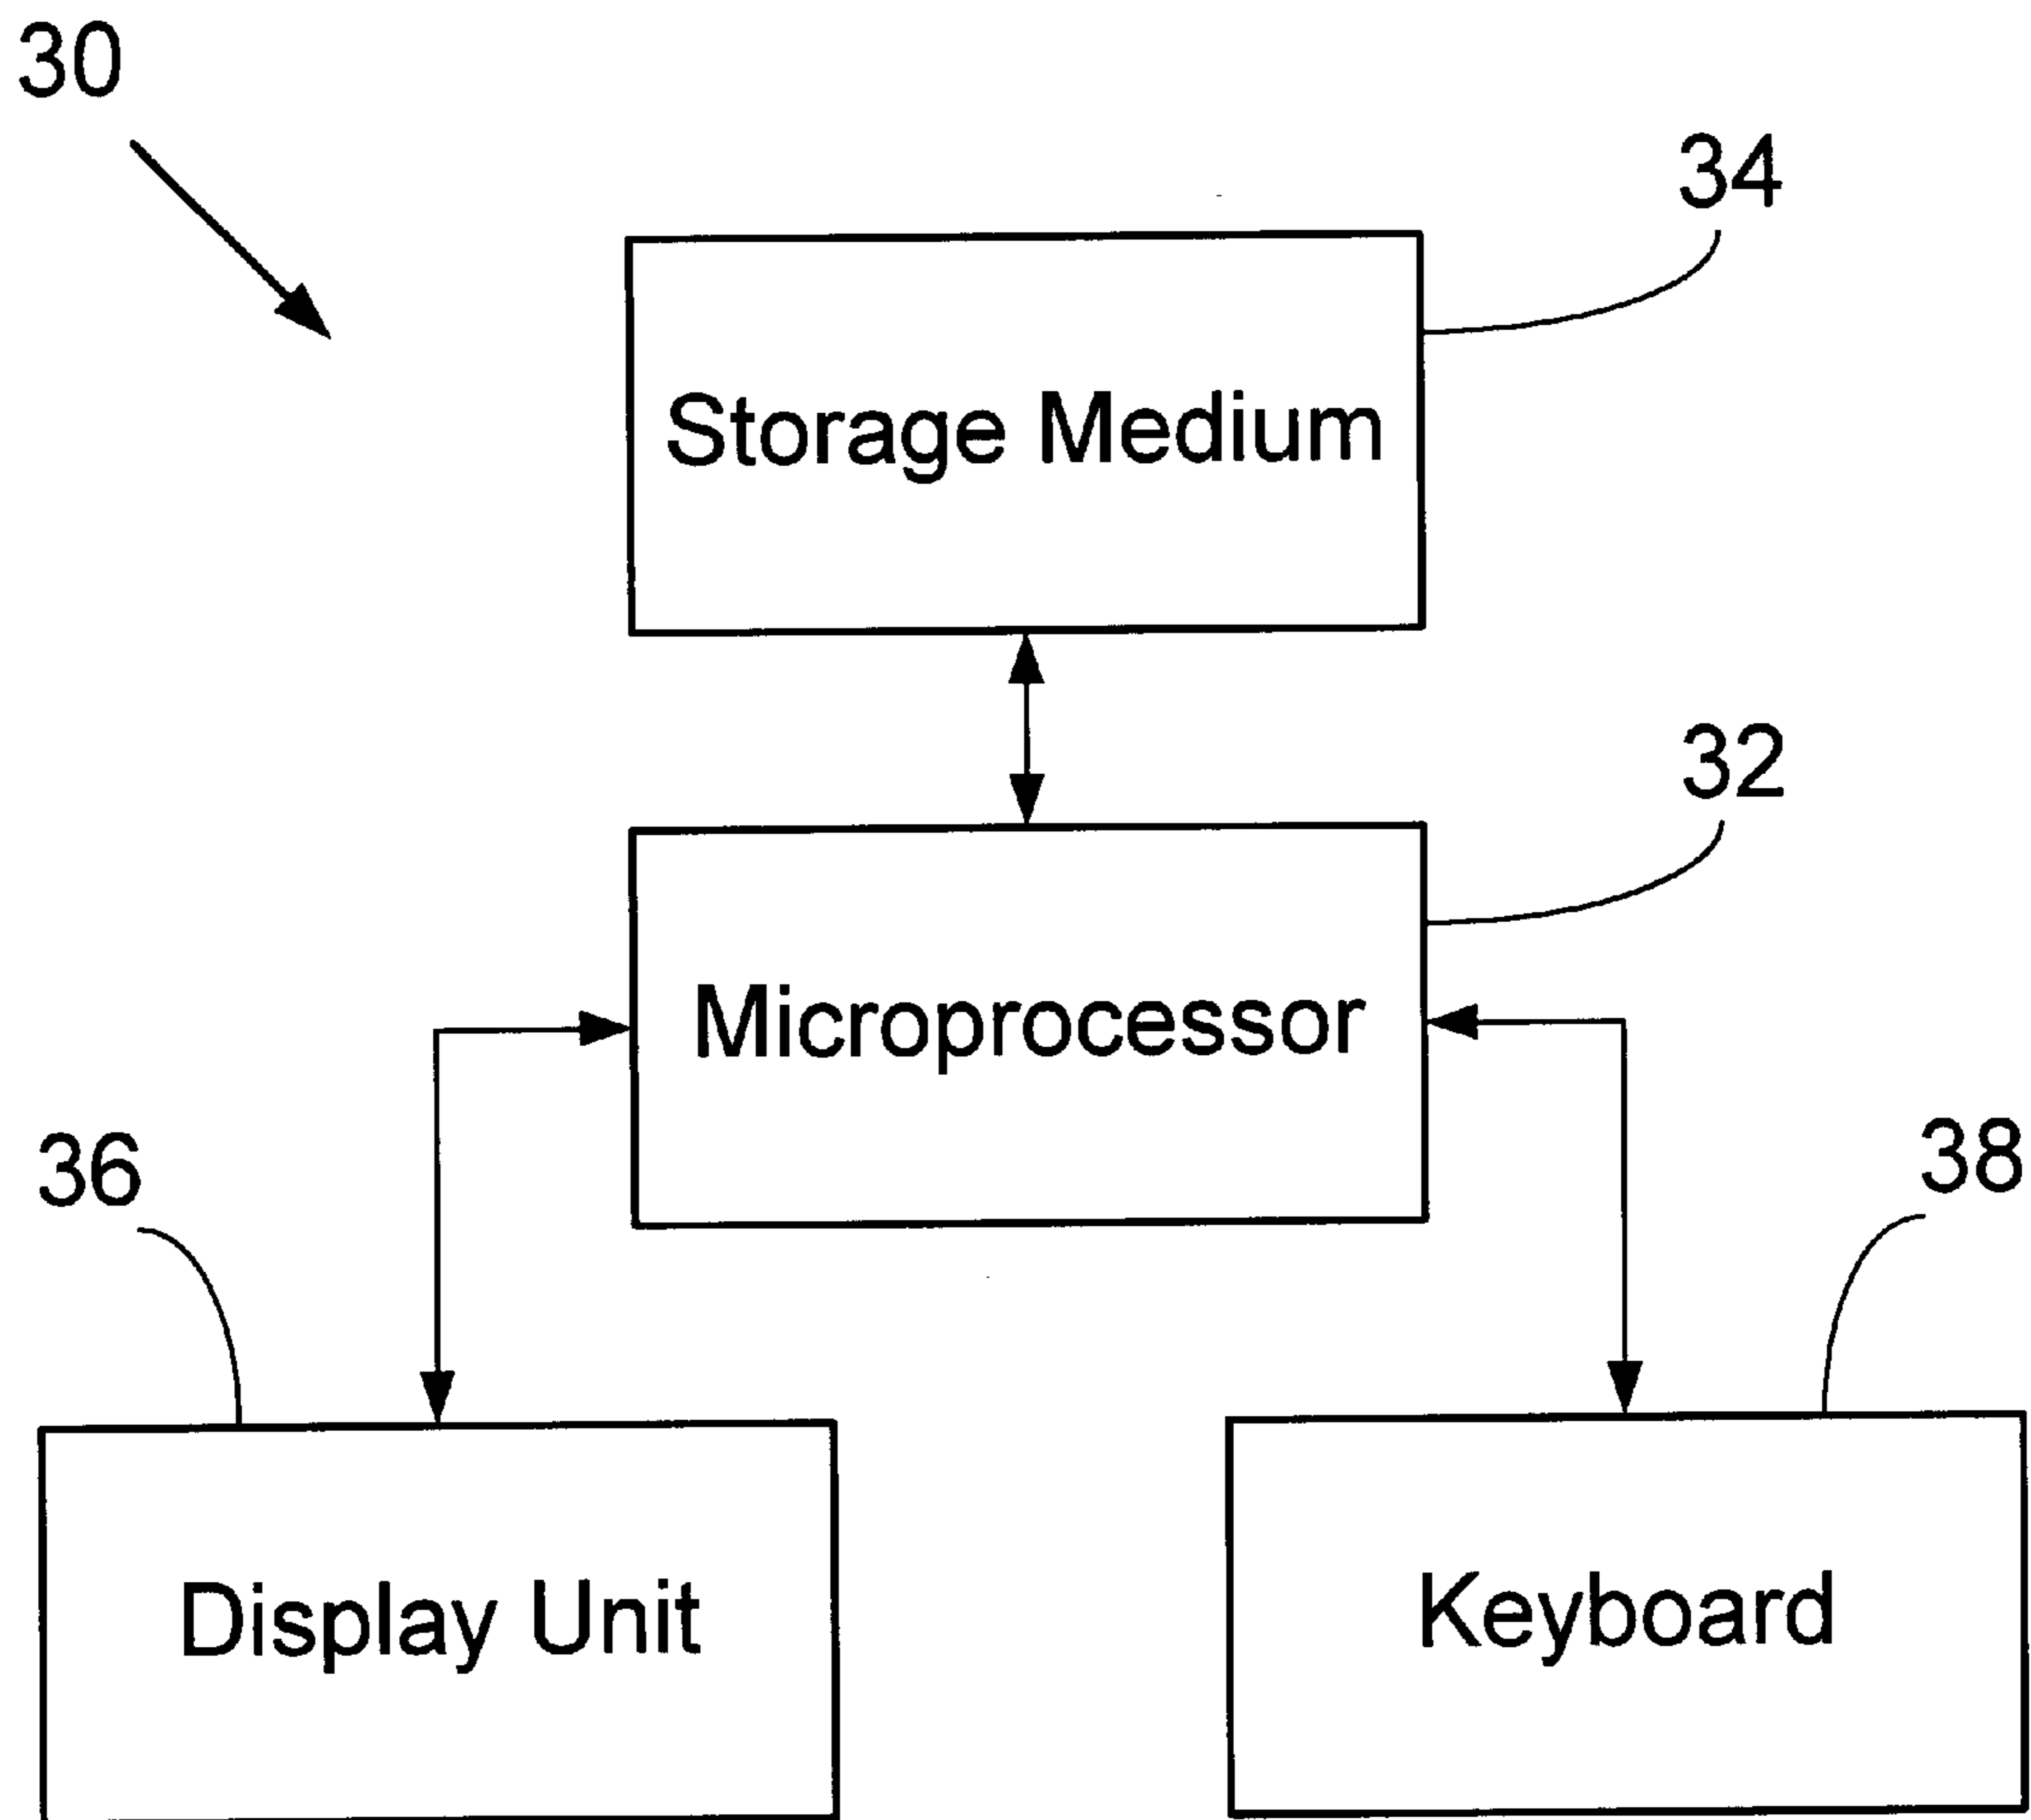 30
34
Storage Medium
32
Microprocessor
36
38
Display Unit
Keyboard